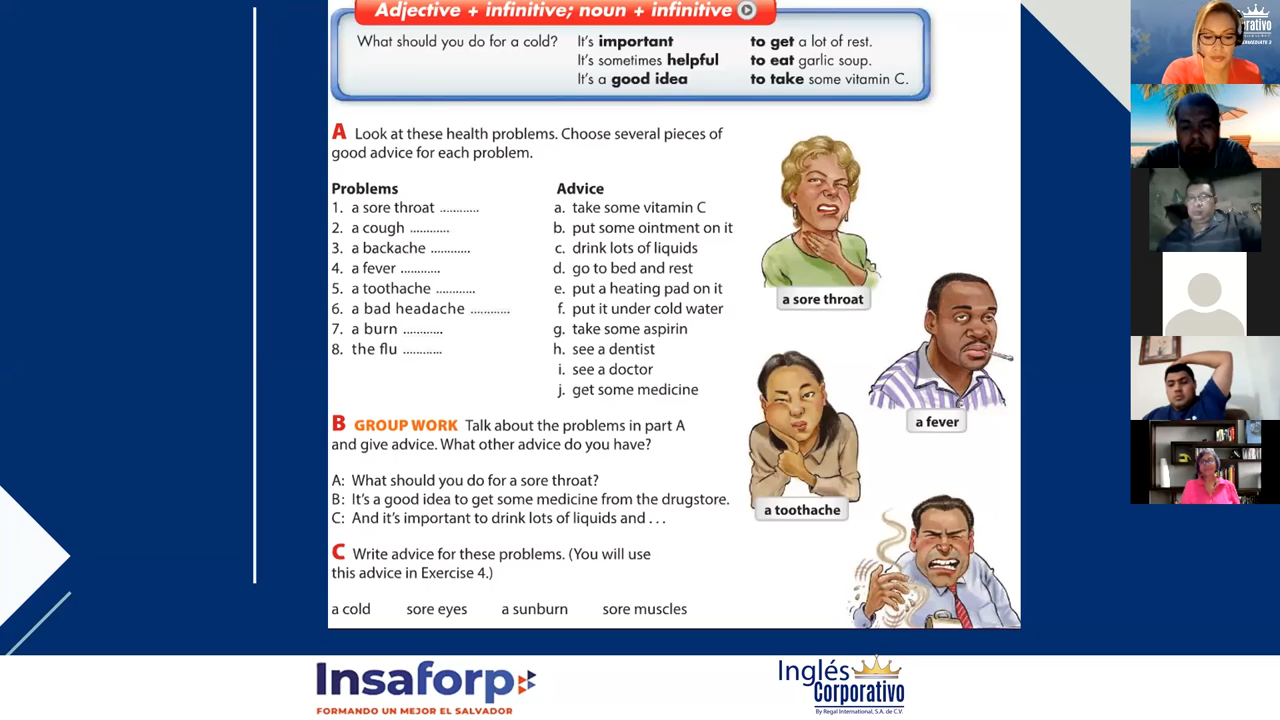 Adjective + infinitive; noun + infinitive
What should you do for a cold? It's important to get a lot of rest.
It's sometimes helpful to eat garlic soup.
It's a good idea to take some vitamin C.
A Look at these health problems. Choose several pieces of
good advice for each problem.
Problems Advice
1. a sore throat ............ a. take some vitamin C
2. a cough ............ b. put some ointment on it
3. a backache ............ c. drink lots of liquids
4. a fever ............ d. go to bed and rest
5. a toothache ............ e. put a heating pad on it
6. a bad headache ............ f. put it under cold water
7. a burn ............ g. take some aspirin
8. the flu ............ h. see a dentist
i. see a doctor
j. get some medicine
a sore throat
a fever
a toothache
B GROUP WORK Talk about the problems in part A
and give advice. What other advice do you have?
A: What should you do for a sore throat?
B: It's a good idea to get some medicine from the drugstore.
C: And it's important to drink lots of liquids and . . .
C Write advice for these problems. (You will use
this advice in Exercise 4.)
a cold sore eyes a sunburn sore muscles
Insaforp
FORMANDO UN MEJOR EL SALVADOR
Inglés
Corporativo
By Regal International, S.A. de C.V.